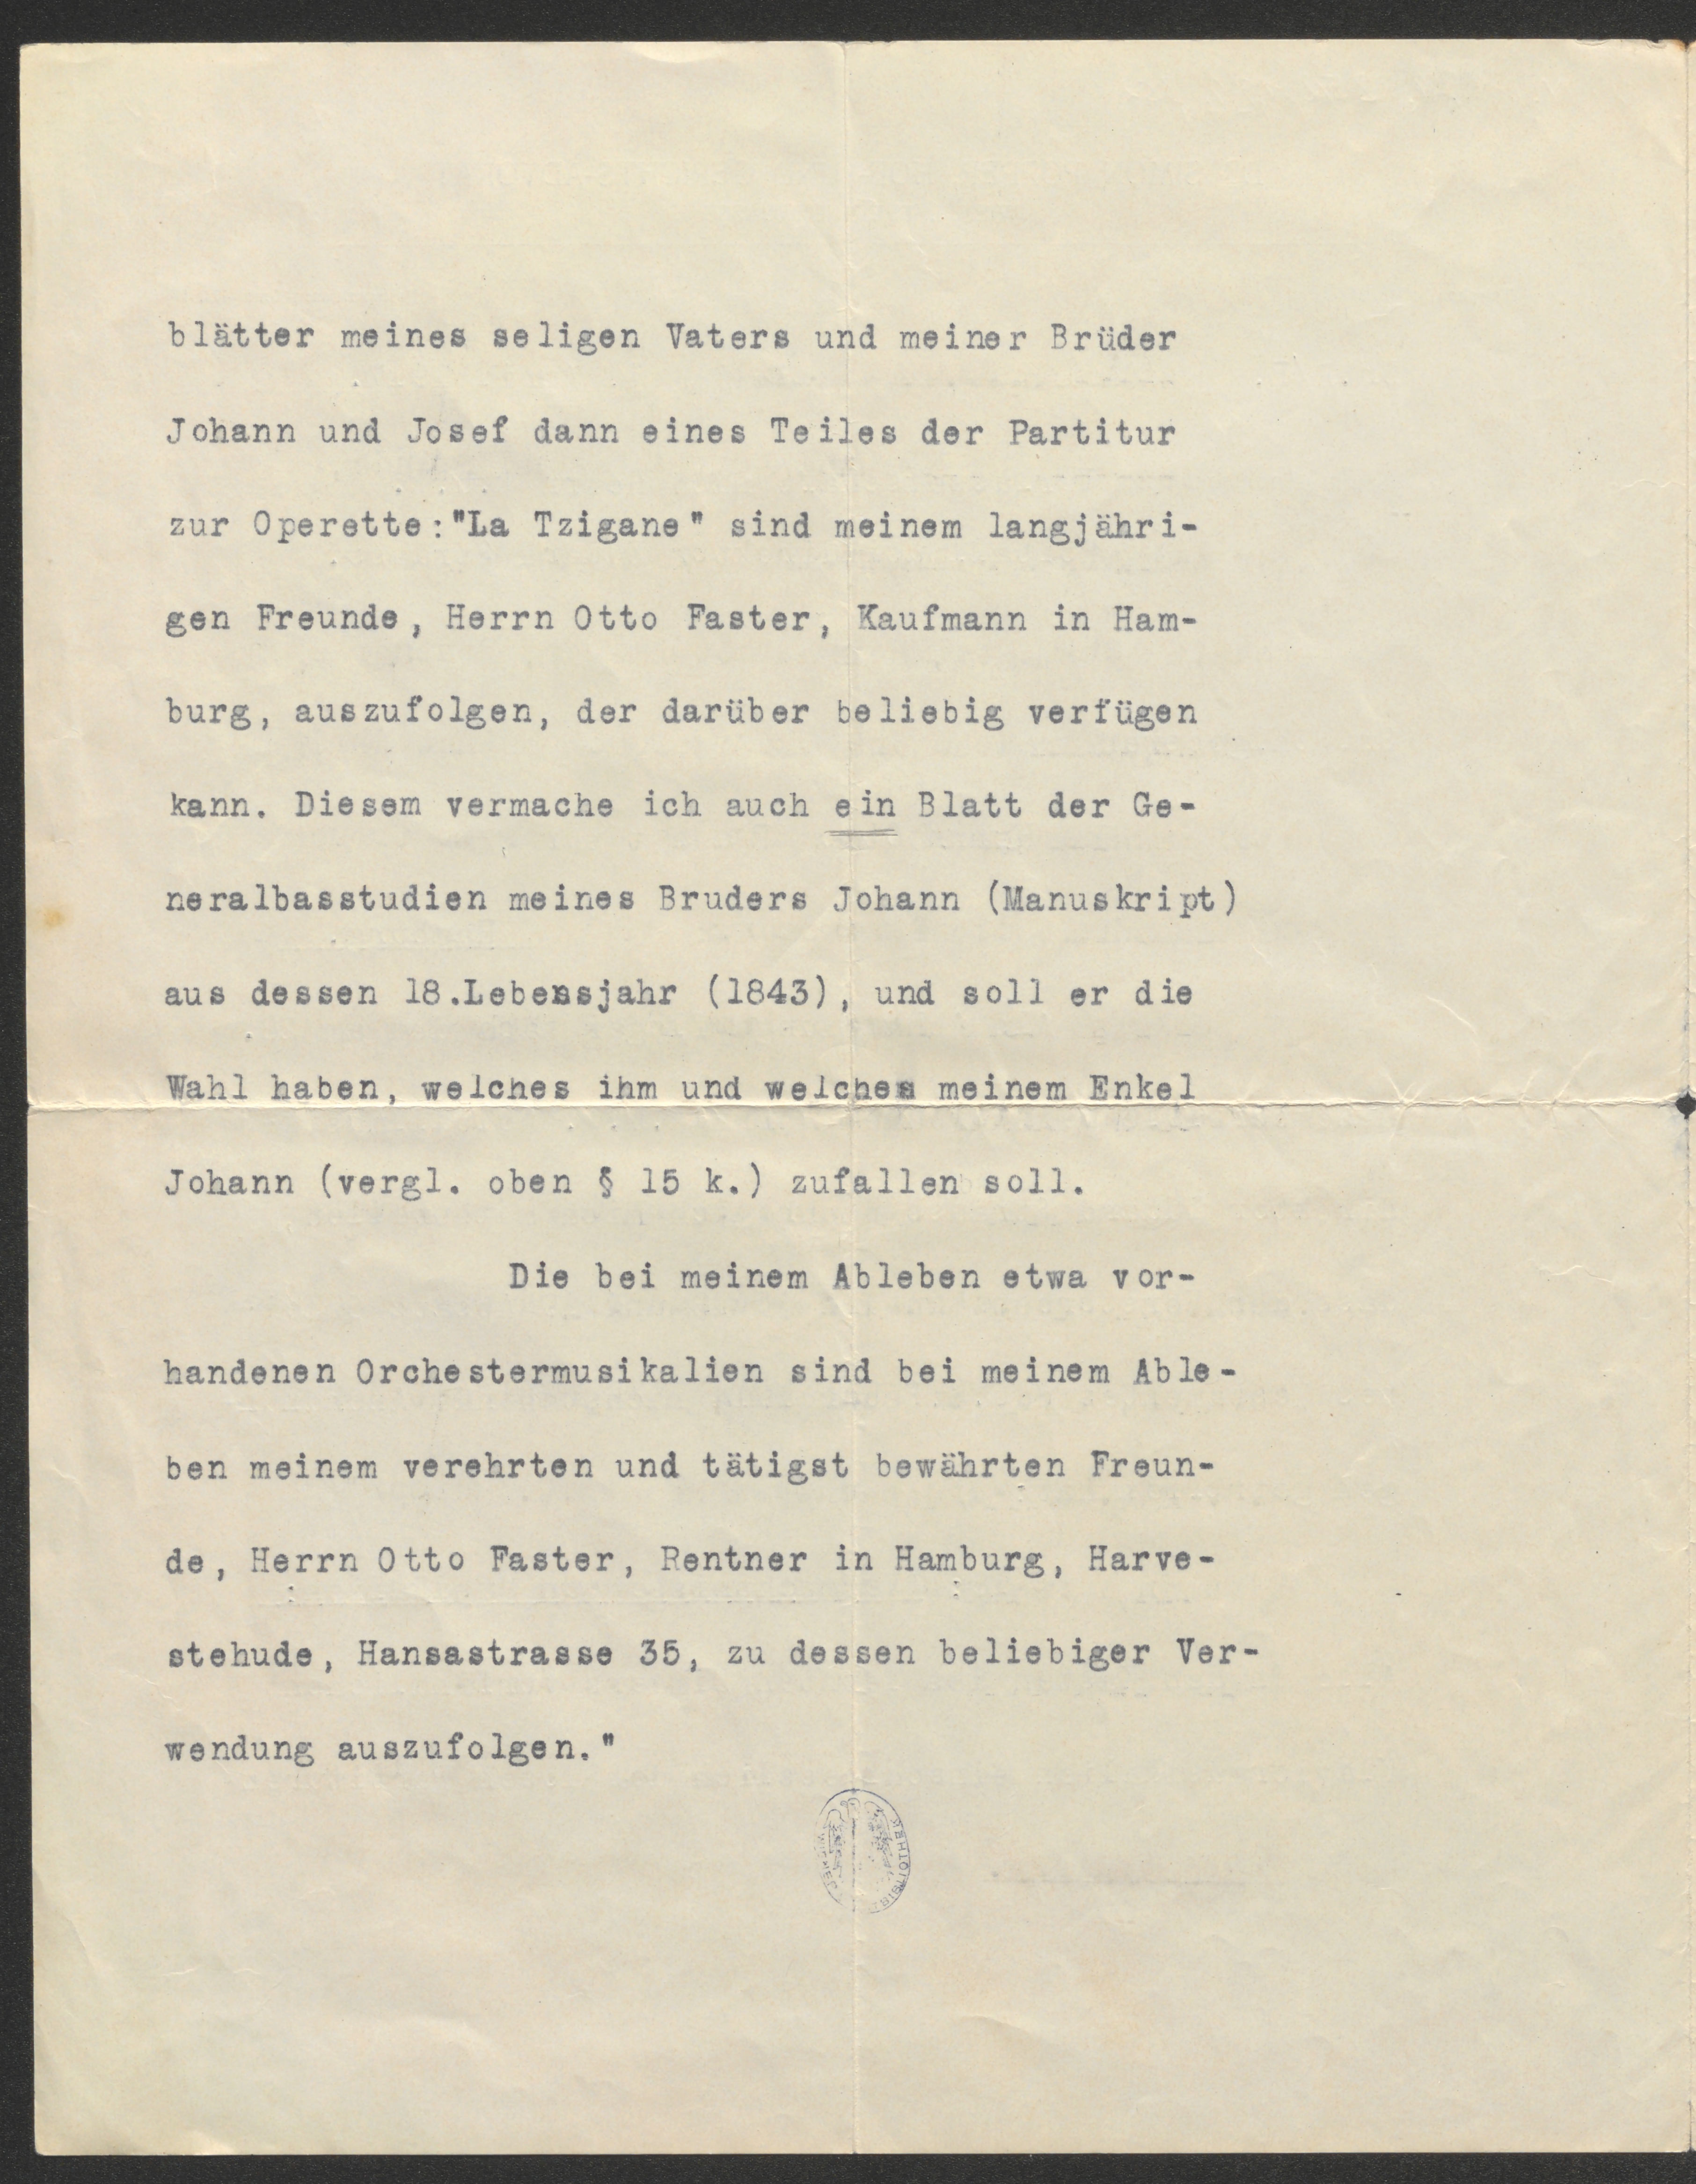 blätter meines seligen Vaters und meiner Brüder
Johann und Josef dann eines Teiles der Partitur
zur Operette:"La Tzigane" sind meinem langjähri-
gen Freunde, Herrn Otto Faster, Kaufmann in Ham-
burg, auszufolgen, der darüber beliebig verfügen
kann. Diesem vermache ich auch ein Blatt der Ge-
neralbasstudien meines Bruders Johann (Manuskript)
aus dessen 18.Lebensjahr (1843), und soll er die
Wahl haben, welches ihm und welches meinem Enkel
Johann (vergl. oben § 15 k.) zufallen soll.
Die bei meinem Ableben etwa vor-
handenen Orchestermusikalien sind bei meinem Able-
ben meinem verehrten und tätigst bewährten Freun-
de, Herrn Otto Faster, Rentner in Hamburg, Harve-
stehude, Hansastrasse 35, zu dessen beliebiger Ver-
wendung auszufolgen."